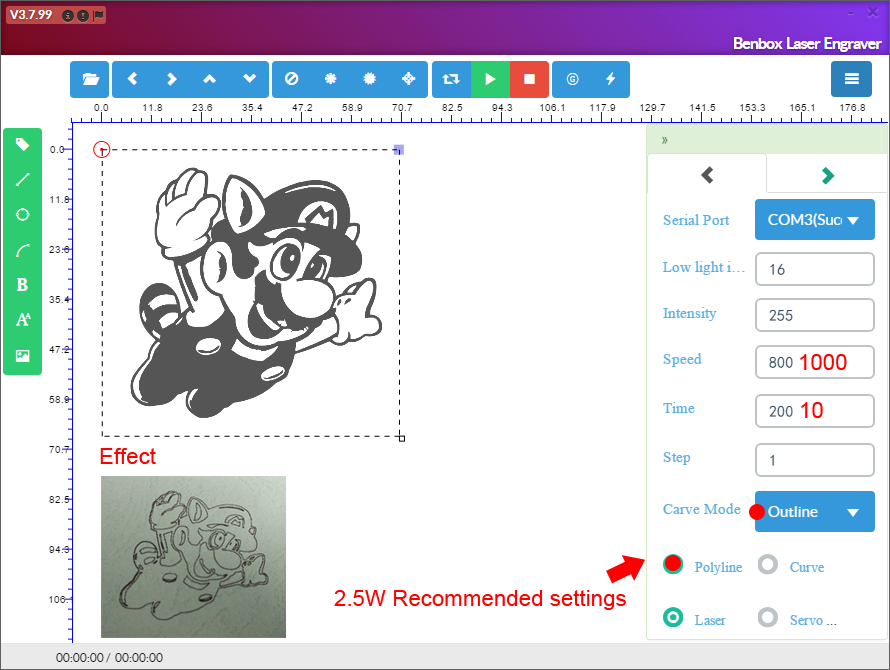 V3.7.99
Benbox Laser Engraver
0.0 11.8 23.6 35.4 47.2 58.9 70.7 82.5 94.3 106.1 117.9 129.7 141.5 153.3 165.1 176.8
0.0
11.8
23.6
35.4
47.2
58.9
70.7
82.5
94.3
106.
B
AA
M
»
Serial Port COM3(Suc
Low light i... 16
Intensity 255
Speed 800 1000
Time 200 10
Step 1
Carve Mode Outline
Polyline Curve
Laser Servo ...
Effect
2.5W Recommended settings
00:00:00 / 00:00:00